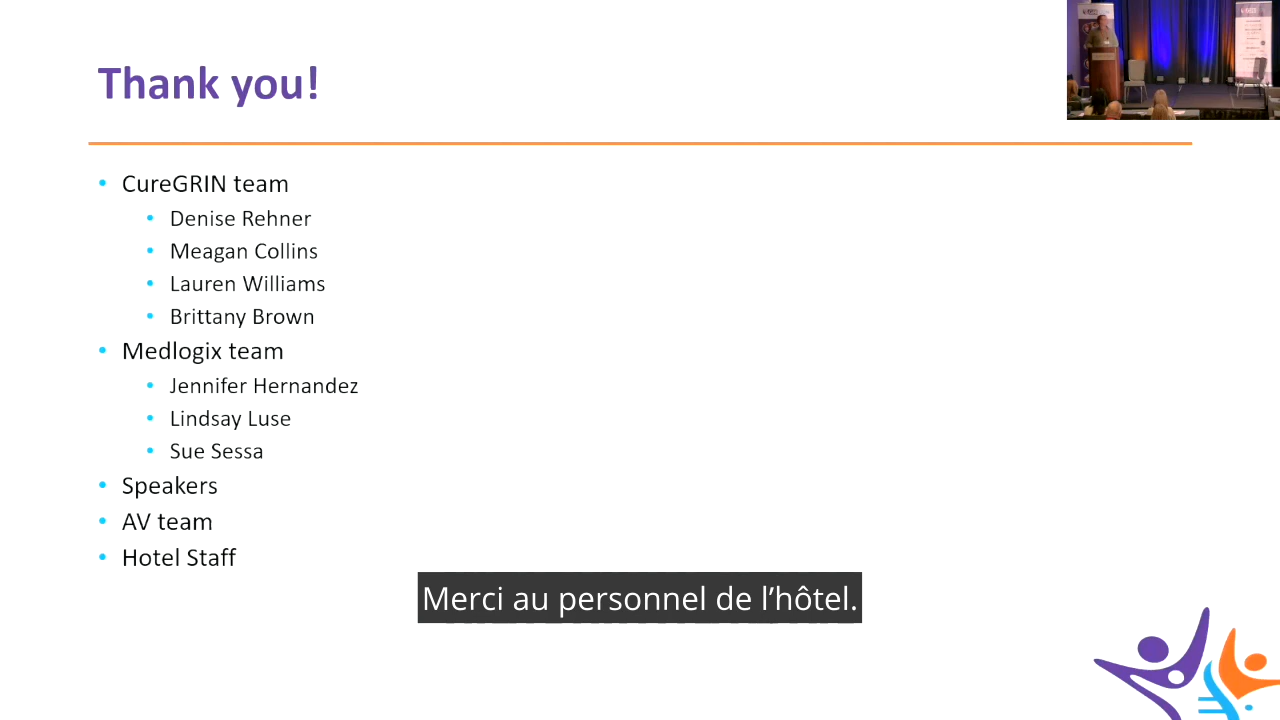 Thank you!
CureGRIN team
Denise Rehner
Meagan Collins
Lauren Williams
Brittany Brown
Medlogix team
Jennifer Hernandez
Lindsay Luse
Sue Sessa
Speakers
AV team
Hotel Staff
Merci au personnel de l’hôtel.